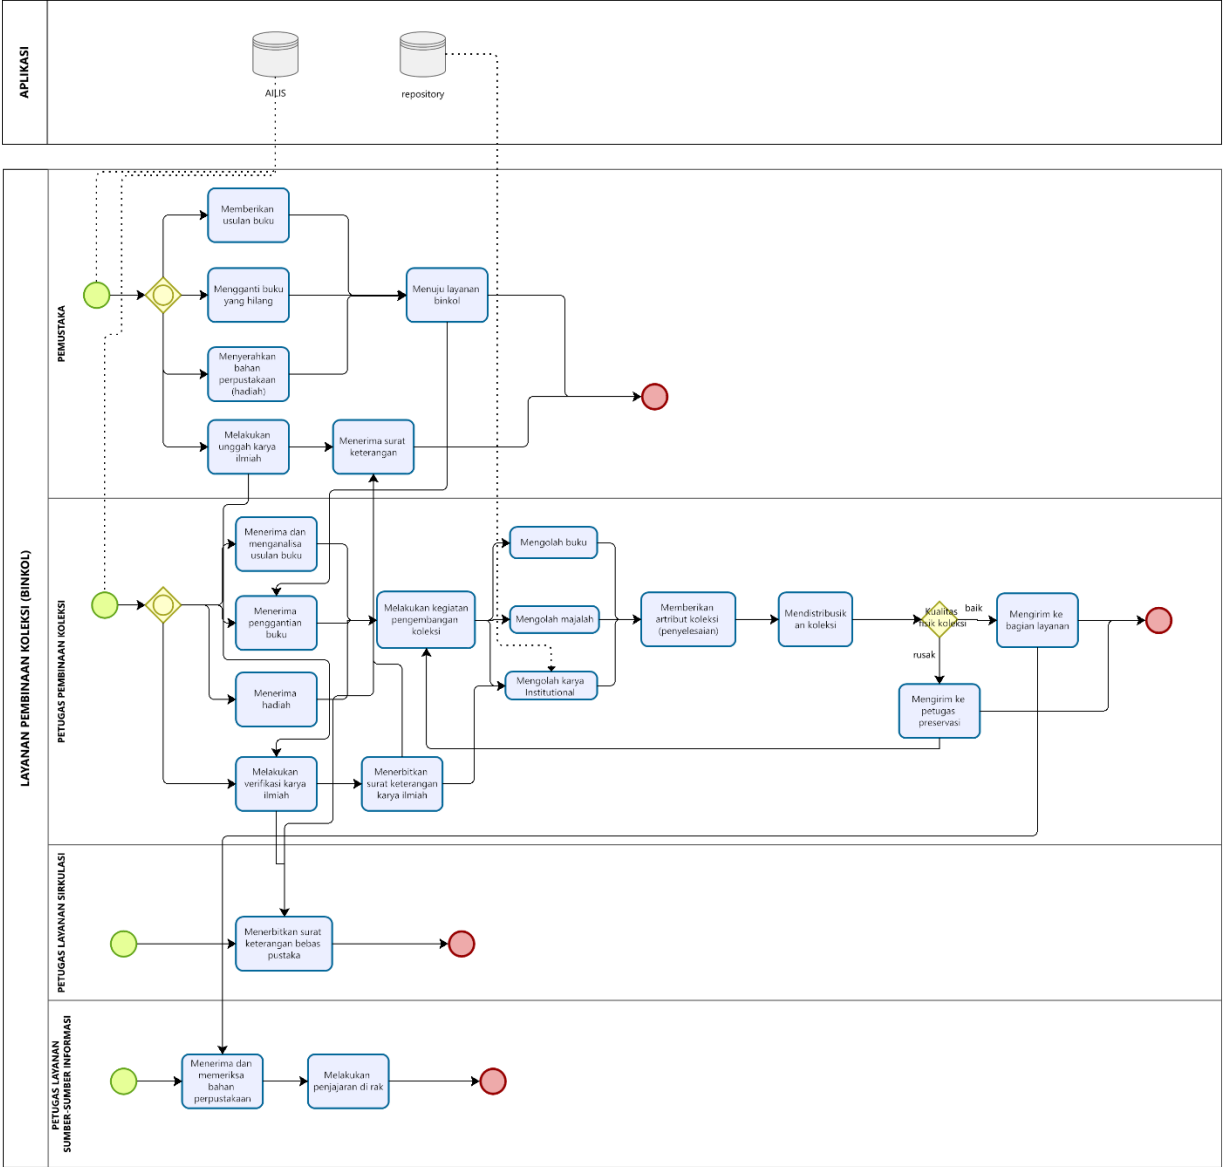 APLIKASI
AILIS
repository
LAYANAN PEMBINAAN KOLEKSI (BINKOL)
PEMUSTAKA
Memberikan
usulan buku
Mengganti buku
yang hilang
Menyerahkan
bahan
perpustakaan
(hadiah)
Melakukan
unggah karya
ilmiah
Menerima surat
keterangan
Menuju layanan
binkol
PETUGAS PEMBINAAN KOLEKSI
Menerima dan
menganalisa
usulan buku
Menerima
penggantian
buku
Menerima
hadiah
Melakukan
verifikasi karya
ilmiah
Menerbitkan
surat keterangan
karya ilmiah
Melakukan kegiatan
pengembangan
koleksi
Mengolah buku
Mengolah majalah
Mengolah karya
Institutional
Memberikan
artribut koleksi
(penyelesaian)
Mendistribusik
an koleksi
Kualitas
fisik koleksi
baik
rusak
Mengirim ke
bagian layanan
Mengirim ke
petugas
preservasi
PETUGAS LAYANAN SIRKULASI
Menerbitkan surat
keterangan bebas
pustaka
PETUGAS LAYANAN
SUMBER-SUMBER INFORMASI
Menerima dan
memeriksa
bahan
perpustakaan
Melakukan
penjajaran di rak